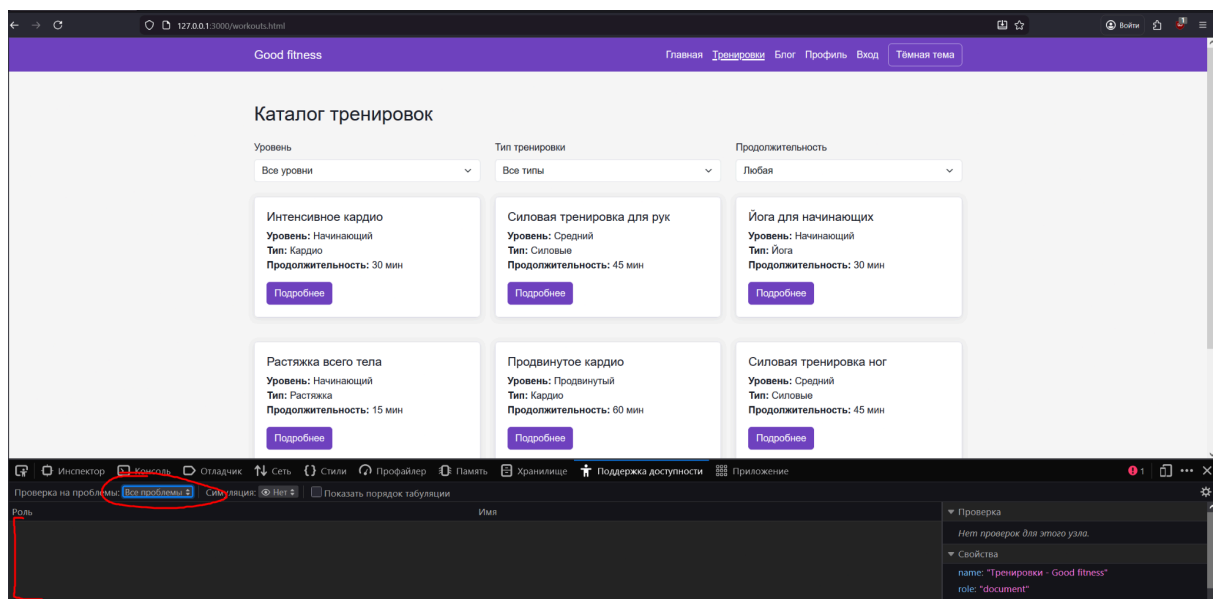 127.0.0.1:3000/workouts.html
Войти
1
Good fitness
Главная Тренировки Блог Профиль Вход Тёмная тема
Каталог тренировок
Уровень Тип тренировки Продолжительность
Все уровни Все типы Любая
Интенсивное кардио Силовая тренировка для рук Йога для начинающих
Уровень: Начинающий Уровень: Средний Уровень: Начинающий
Тип: Кардио Тип: Силовые Тип: Йога
Продолжительность: 30 мин Продолжительность: 45 мин Продолжительность: 30 мин
Подробнее Подробнее Подробнее
Растяжка всего тела Продвинутое кардио Силовая тренировка ног
Уровень: Начинающий Уровень: Продвинутый Уровень: Средний
Тип: Растяжка Тип: Кардио Тип: Силовые
Продолжительность: 15 мин Продолжительность: 60 мин Продолжительность: 45 мин
Подробнее Подробнее Подробнее
Инспектор Консоль Отладчик Сеть Стили Профайлер Память Хранилище Поддержка доступности Приложение 1
Проверка на проблемы: Все проблемы Симуляция: Нет Показать порядок табуляции
Роль Имя Проверка
Нет проверок для этого узла.
Свойства
name: "Тренировки - Good fitness"
role: "document"